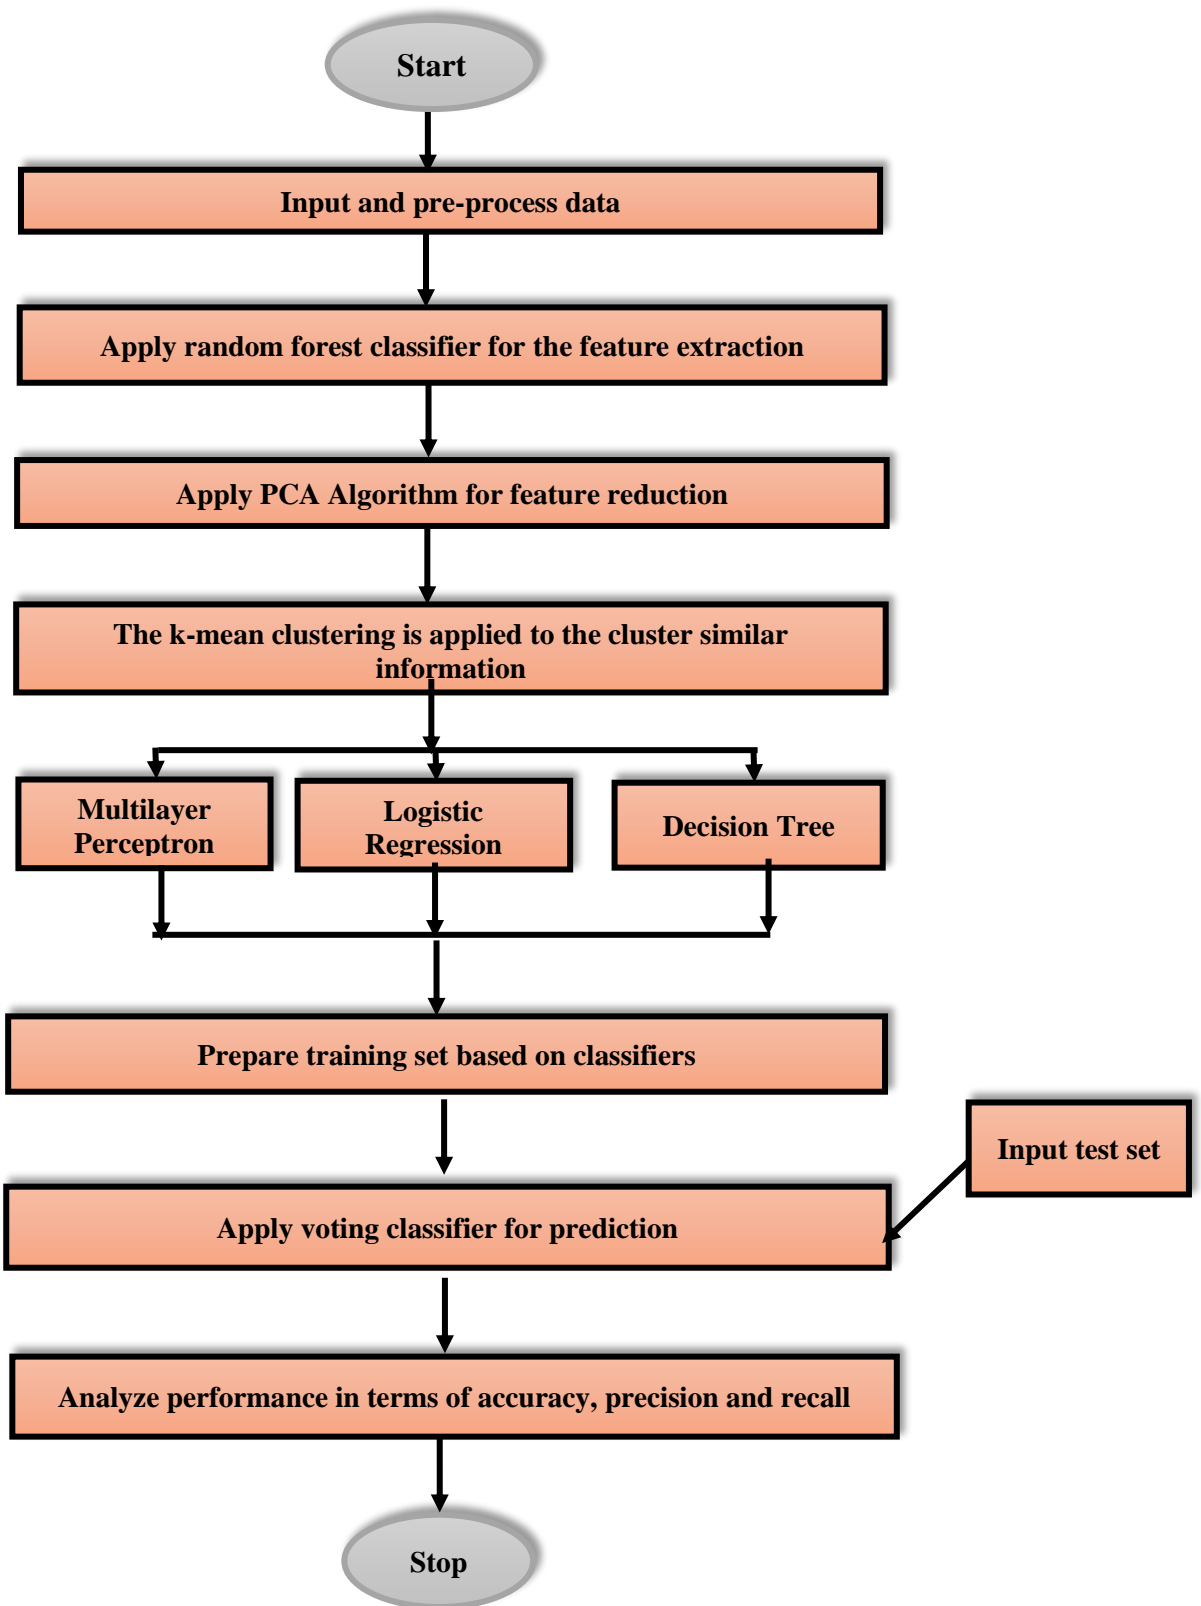 Start
Input and pre-process data
Apply random forest classifier for the feature extraction
Apply PCA Algorithm for feature reduction
The k-mean clustering is applied to the cluster similar
information
Multilayer
Perceptron
Logistic
Regression
Decision Tree
Prepare training set based on classifiers
Input test set
Apply voting classifier for prediction
Analyze performance in terms of accuracy, precision and recall
Stop